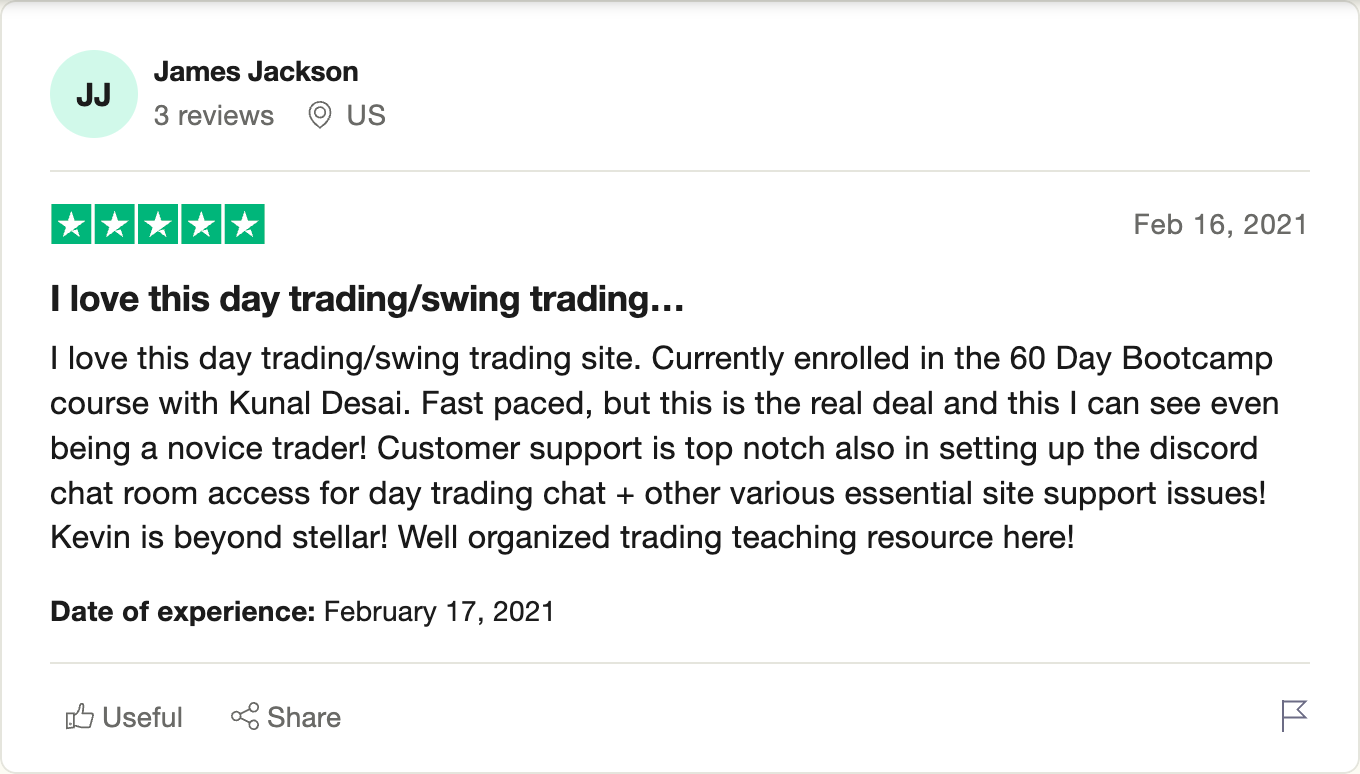 JJ
James Jackson
3 reviews US
Feb 16, 2021
I love this day trading/swing trading…
I love this day trading/swing trading site. Currently enrolled in the 60 Day Bootcamp
course with Kunal Desai. Fast paced, but this is the real deal and this I can see even
being a novice trader! Customer support is top notch also in setting up the discord
chat room access for day trading chat + other various essential site support issues!
Kevin is beyond stellar! Well organized trading teaching resource here!
Date of experience: February 17, 2021
Useful Share